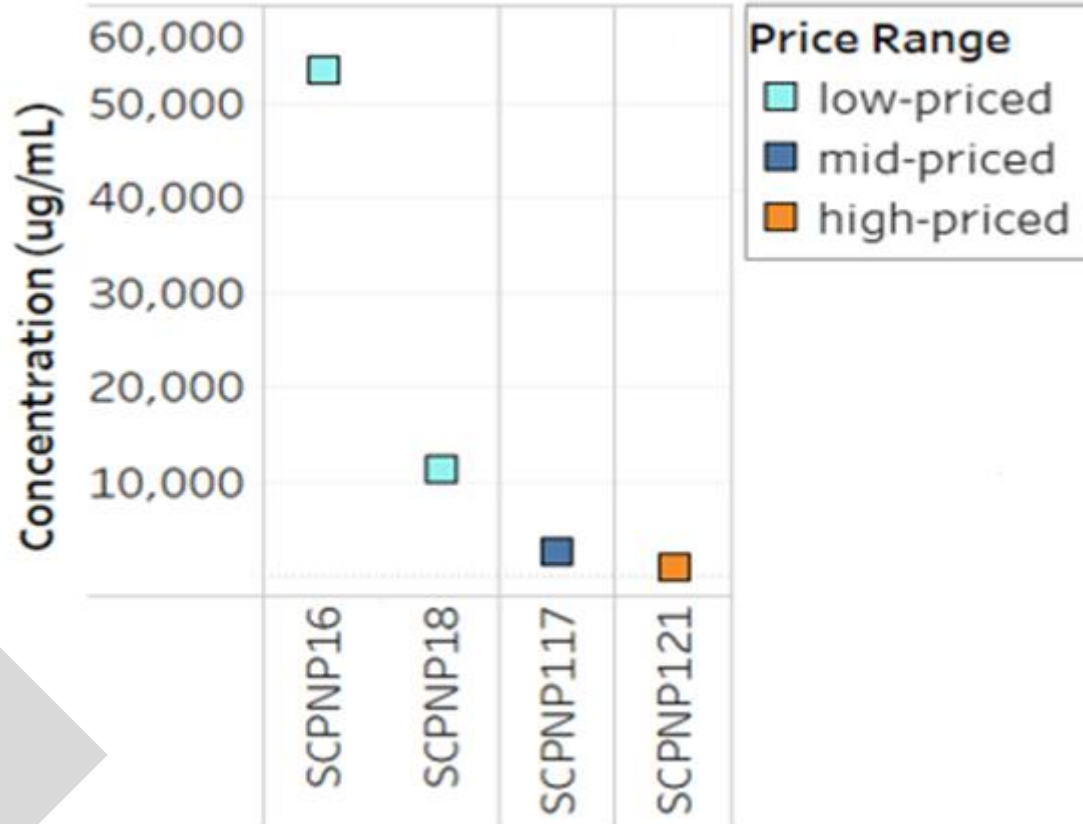 Concentration (ug/mL)
60,000
50,000
40,000
30,000
20,000
10,000
SCPNP16
SCPNP18
SCPNP117
SCPNP121
Price Range
low-priced
mid-priced
high-priced